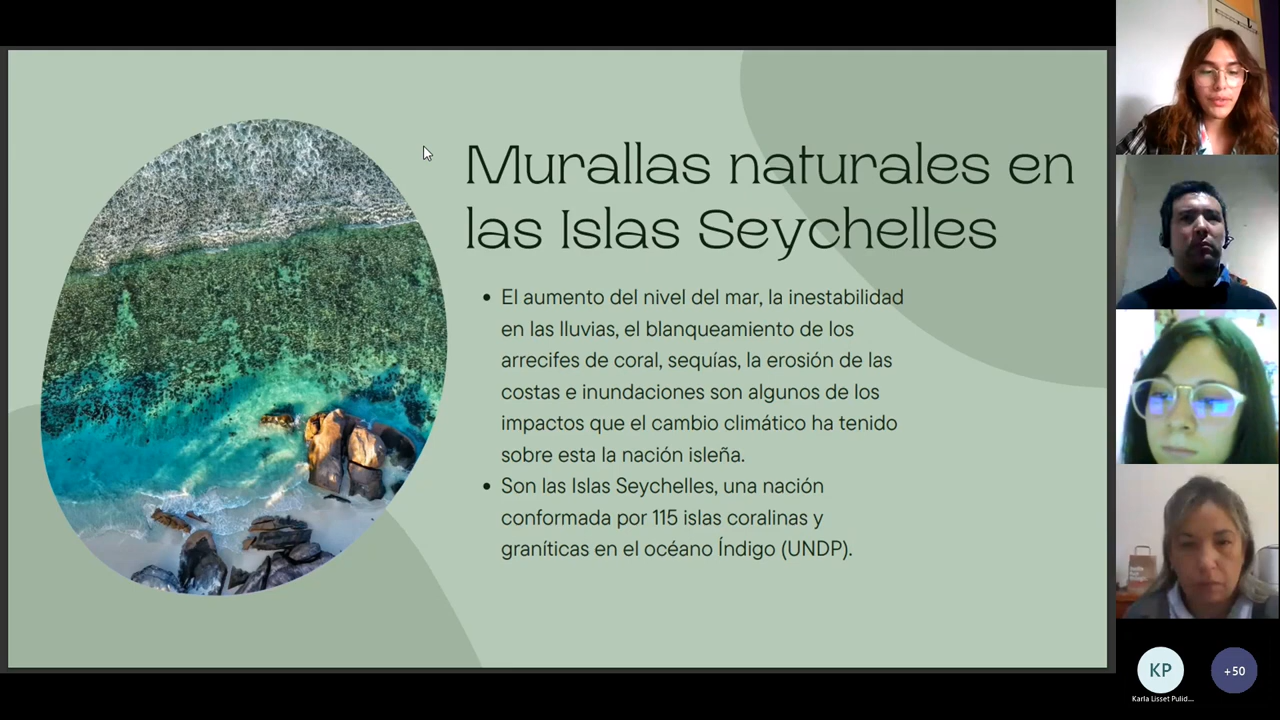 Murallas naturales en
las Islas Seychelles
El aumento del nivel del mar, la inestabilidad
en las lluvias, el blanqueamiento de los
arrecifes de coral, sequías, la erosión de las
costas e inundaciones son algunos de los
impactos que el cambio climático ha tenido
sobre esta la nación isleña.
Son las Islas Seychelles, una nación
conformada por 115 islas coralinas y
graníticas en el océano Índigo (UNDP).
KP
+50
Karla Lisset Pulid...